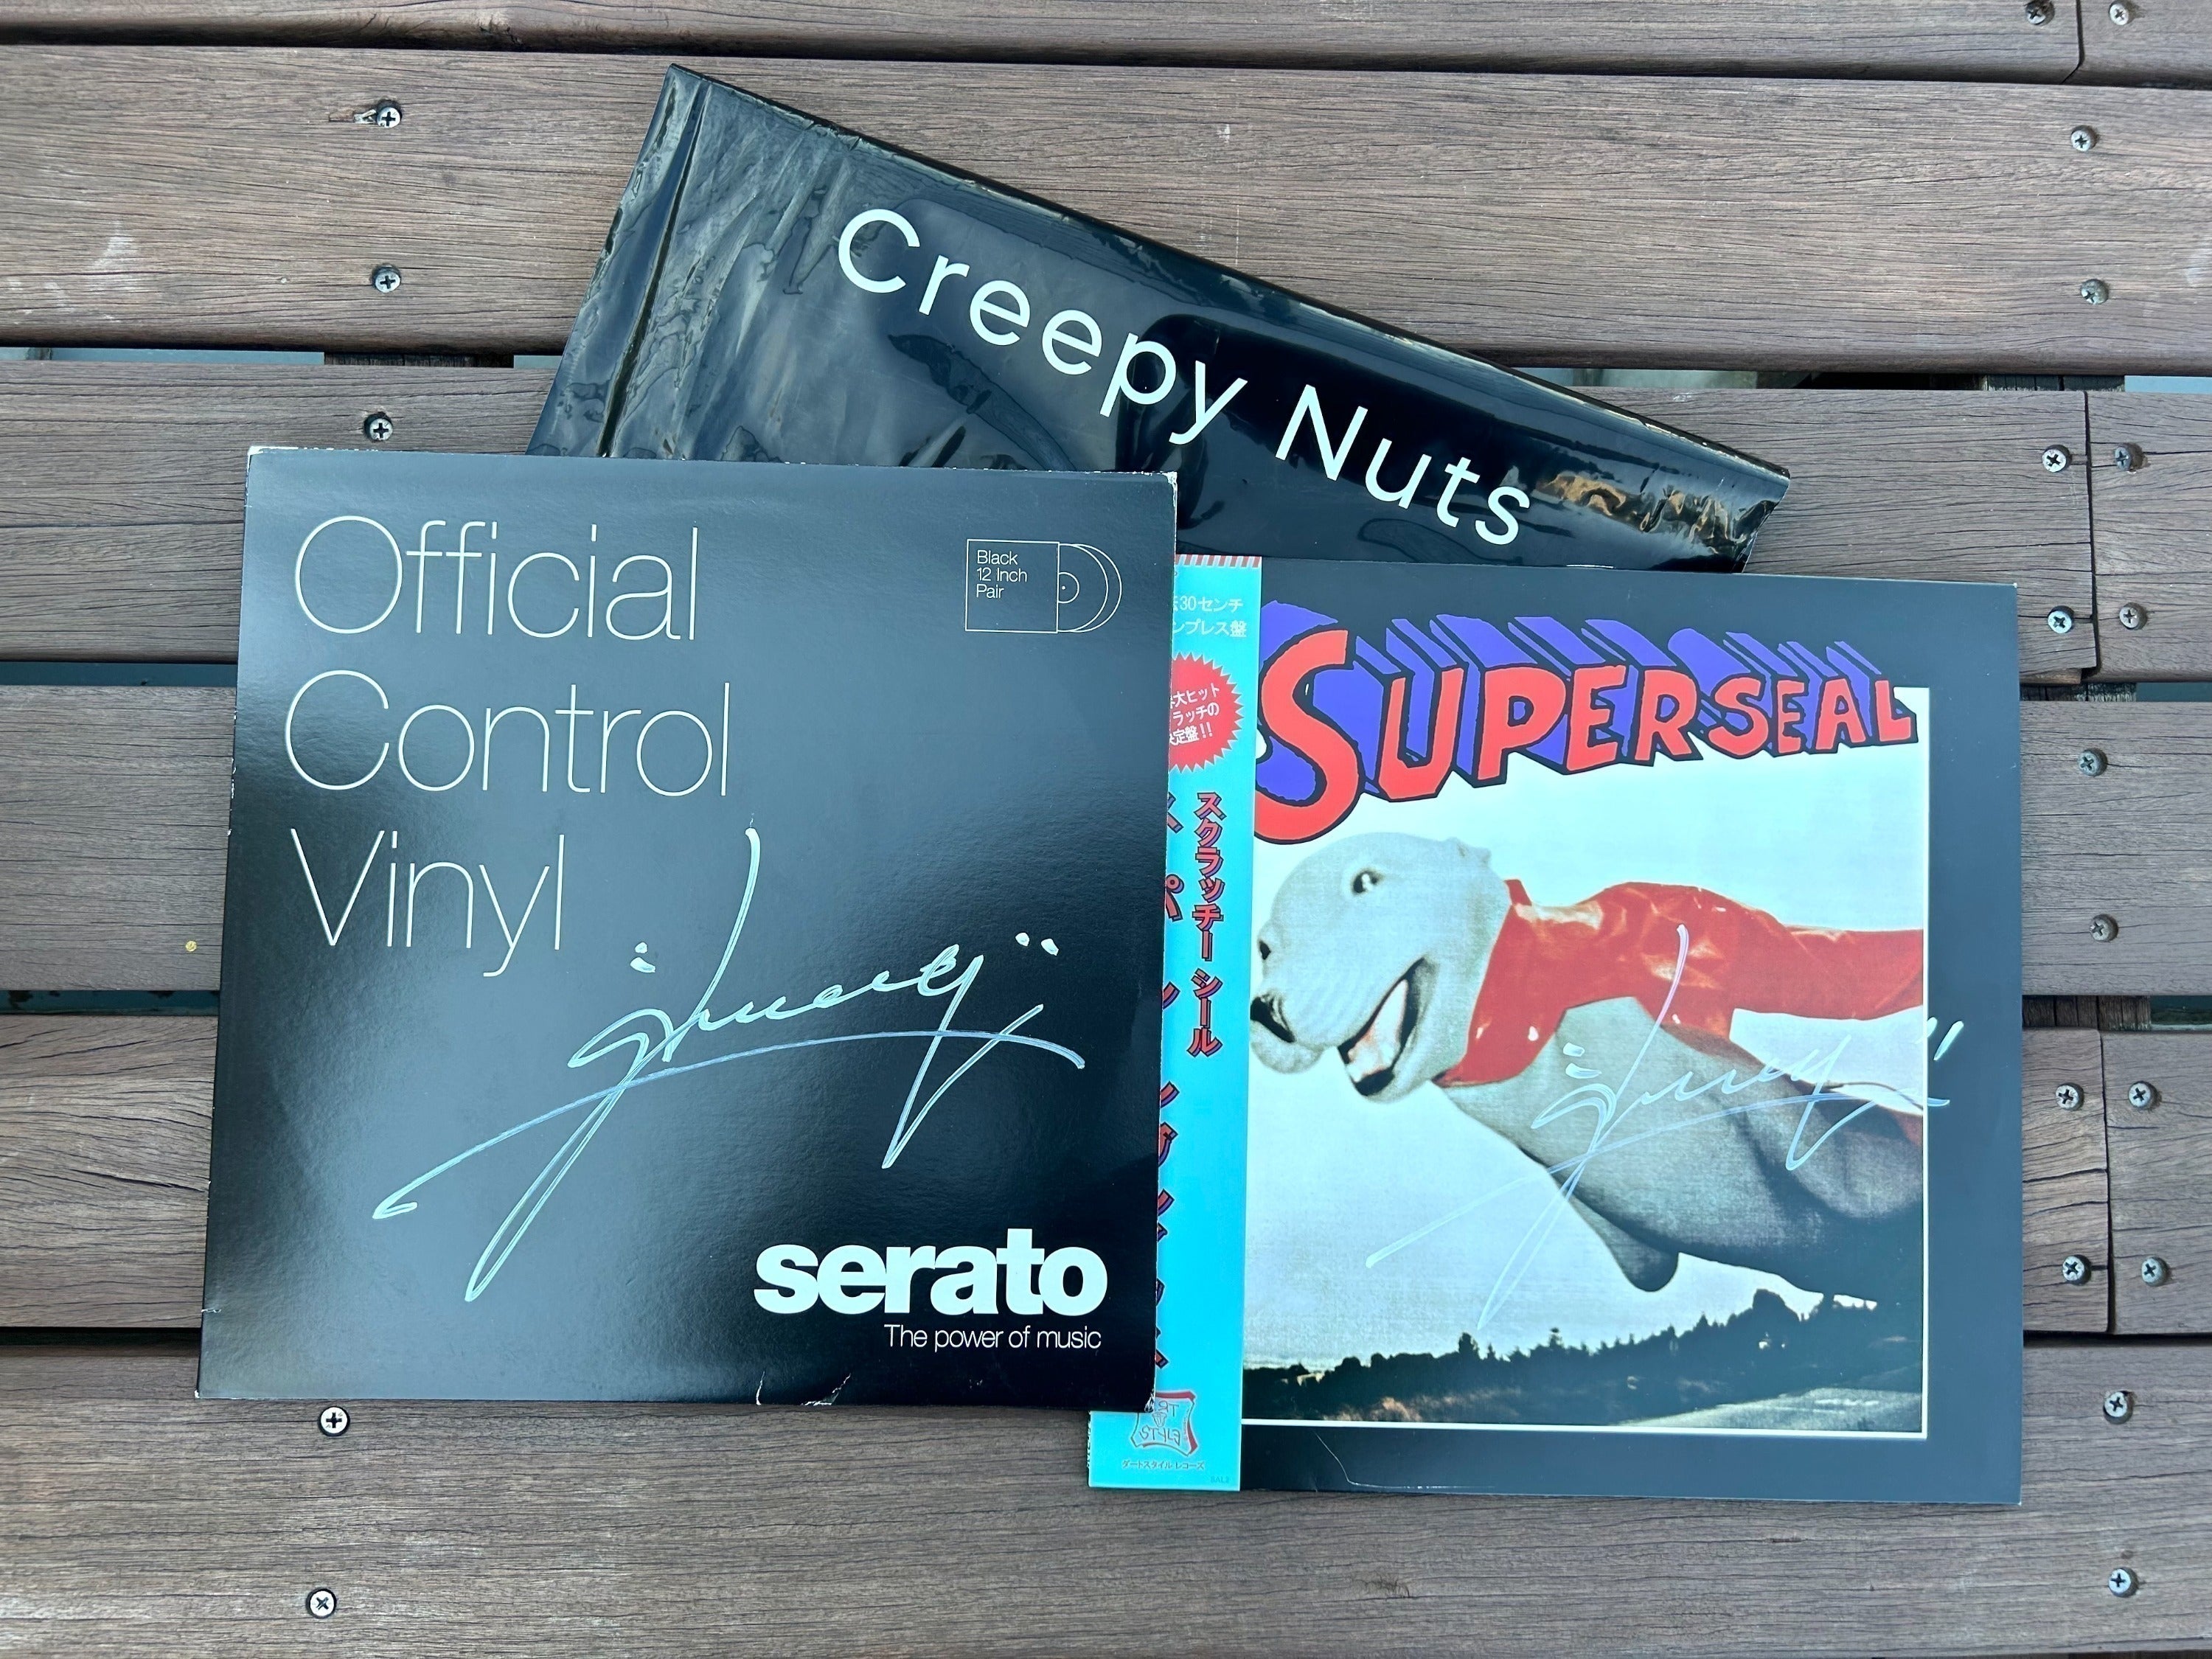 Creepy Nuts
Official
Control
Vinyl
Black
12 Inch
Pair
serato
The power of music
30センチ
プレス盤
大ヒット
ラッチの
定盤!!
スクラッチー シール
SUPERSEAL
STYLE
ダートスタイルレコーズ